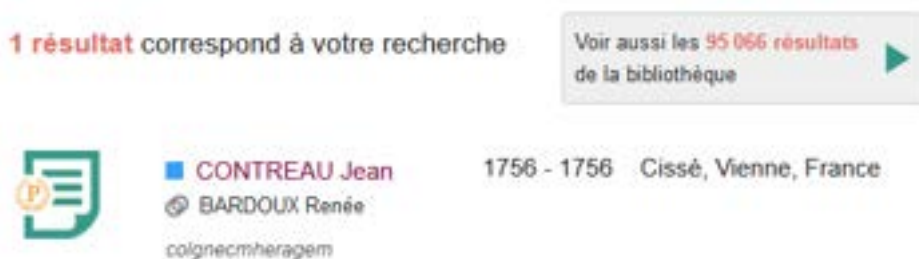 1 résultat correspond à votre recherche
Voir aussi les 95 066 résultats
de la bibliothèque
P
CONTREAU Jean 1756 - 1756 Cissé, Vienne, France
BARDOUX Renée
colgnecmheragem